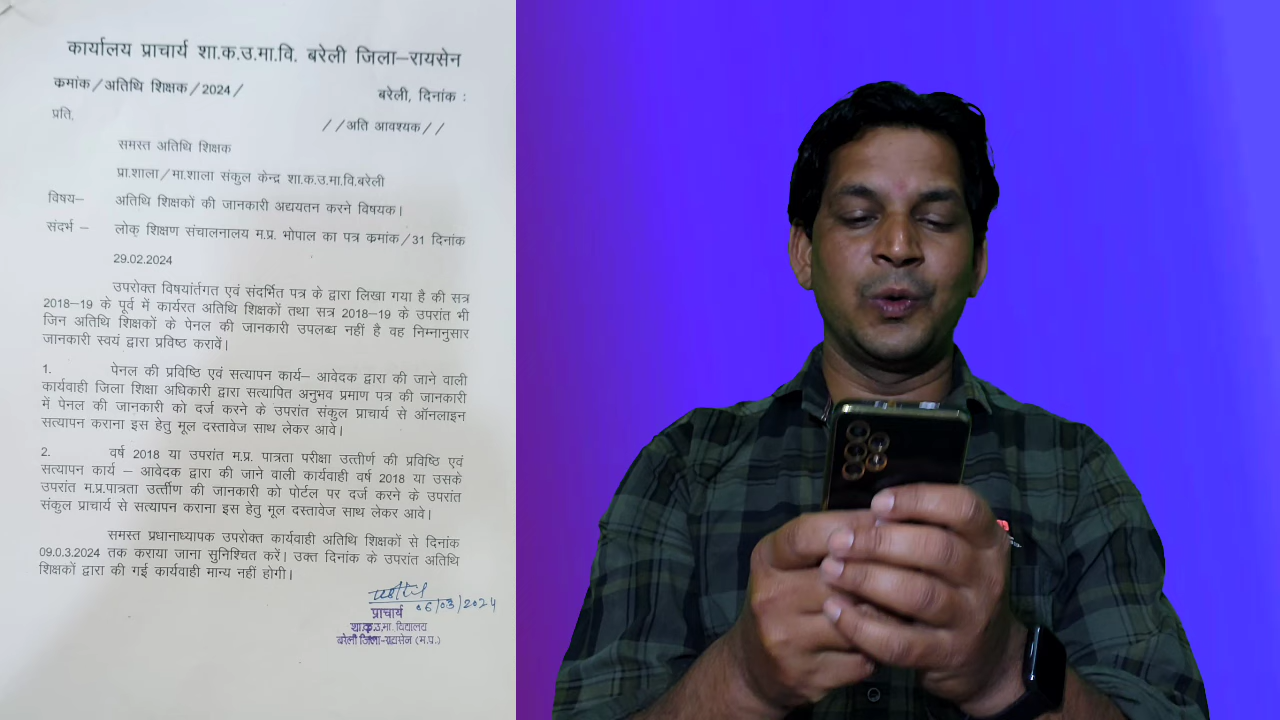 कार्यालय प्राचार्य शा.क.उ.मा.वि. बरेली जिला–रायसेन
कमांक/अतिथि शिक्षक/2024/ बरेली, दिनांक :
प्रति,
//अति आवश्यक//
समस्त अतिथि शिक्षक
प्रा.शाला/मा.शाला संकुल केन्द्र शा.क.उ.मा.वि.बरेली
विषय– अतिथि शिक्षकों की जानकारी अद्ययतन करने विषयक।
संदर्भ – लोक् शिक्षण संचालनालय म.प्र. भोपाल का पत्र कमांक/31 दिनांक
29.02.2024
उपरोक्त विषयांर्तगत एवं संदर्भित पत्र के द्वारा लिखा गया है की सत्र
2018–19 के पूर्व में कार्यरत अतिथि शिक्षकों तथा सत्र 2018–19 के उपरांत भी
जिन अतिथि शिक्षकों के पेनल की जानकारी उपलब्ध नहीं है वह निम्नानुसार
जानकारी स्वयं द्वारा प्रविष्ठ करावें।
1. पेनल की प्रविष्ठि एवं सत्यापन कार्य– आवेदक द्वारा की जाने वाली
कार्यवाही जिला शिक्षा अधिकारी द्वारा सत्यापित अनुभव प्रमाण पत्र की जानकारी
में पेनल की जानकारी को दर्ज करने के उपरांत संकुल प्राचार्य से ऑनलाइन
सत्यापन कराना इस हेतु मूल दस्तावेज साथ लेकर आवें।
2. वर्ष 2018 या उपरांत म.प्र. पात्रता परीक्षा उत्तीर्ण की प्रविष्ठि एवं
सत्यापन कार्य – आवेदक द्वारा की जाने वाली कार्यवाही वर्ष 2018 या उसके
उपरांत म.प्र.पात्रता उर्त्तीण की जानकारी को पोर्टल पर दर्ज करने के उपरांत
संकुल प्राचार्य से सत्यापन कराना इस हेतु मूल दस्तावेज साथ लेकर आवे।
समस्त प्रधानाध्यापक उपरोक्त कार्यवाही अतिथि शिक्षकों से दिनांक
09.0.3.2024 तक कराया जाना सुनिश्चित करें। उक्त दिनांक के उपरांत अतिथि
शिक्षकों द्वारा की गई कार्यवाही मान्य नहीं होगी।
06/03/2024
प्राचार्य
शा.क.उ.मा. विद्यालय
बरेली जिला-रायसेन (म.प्र.)